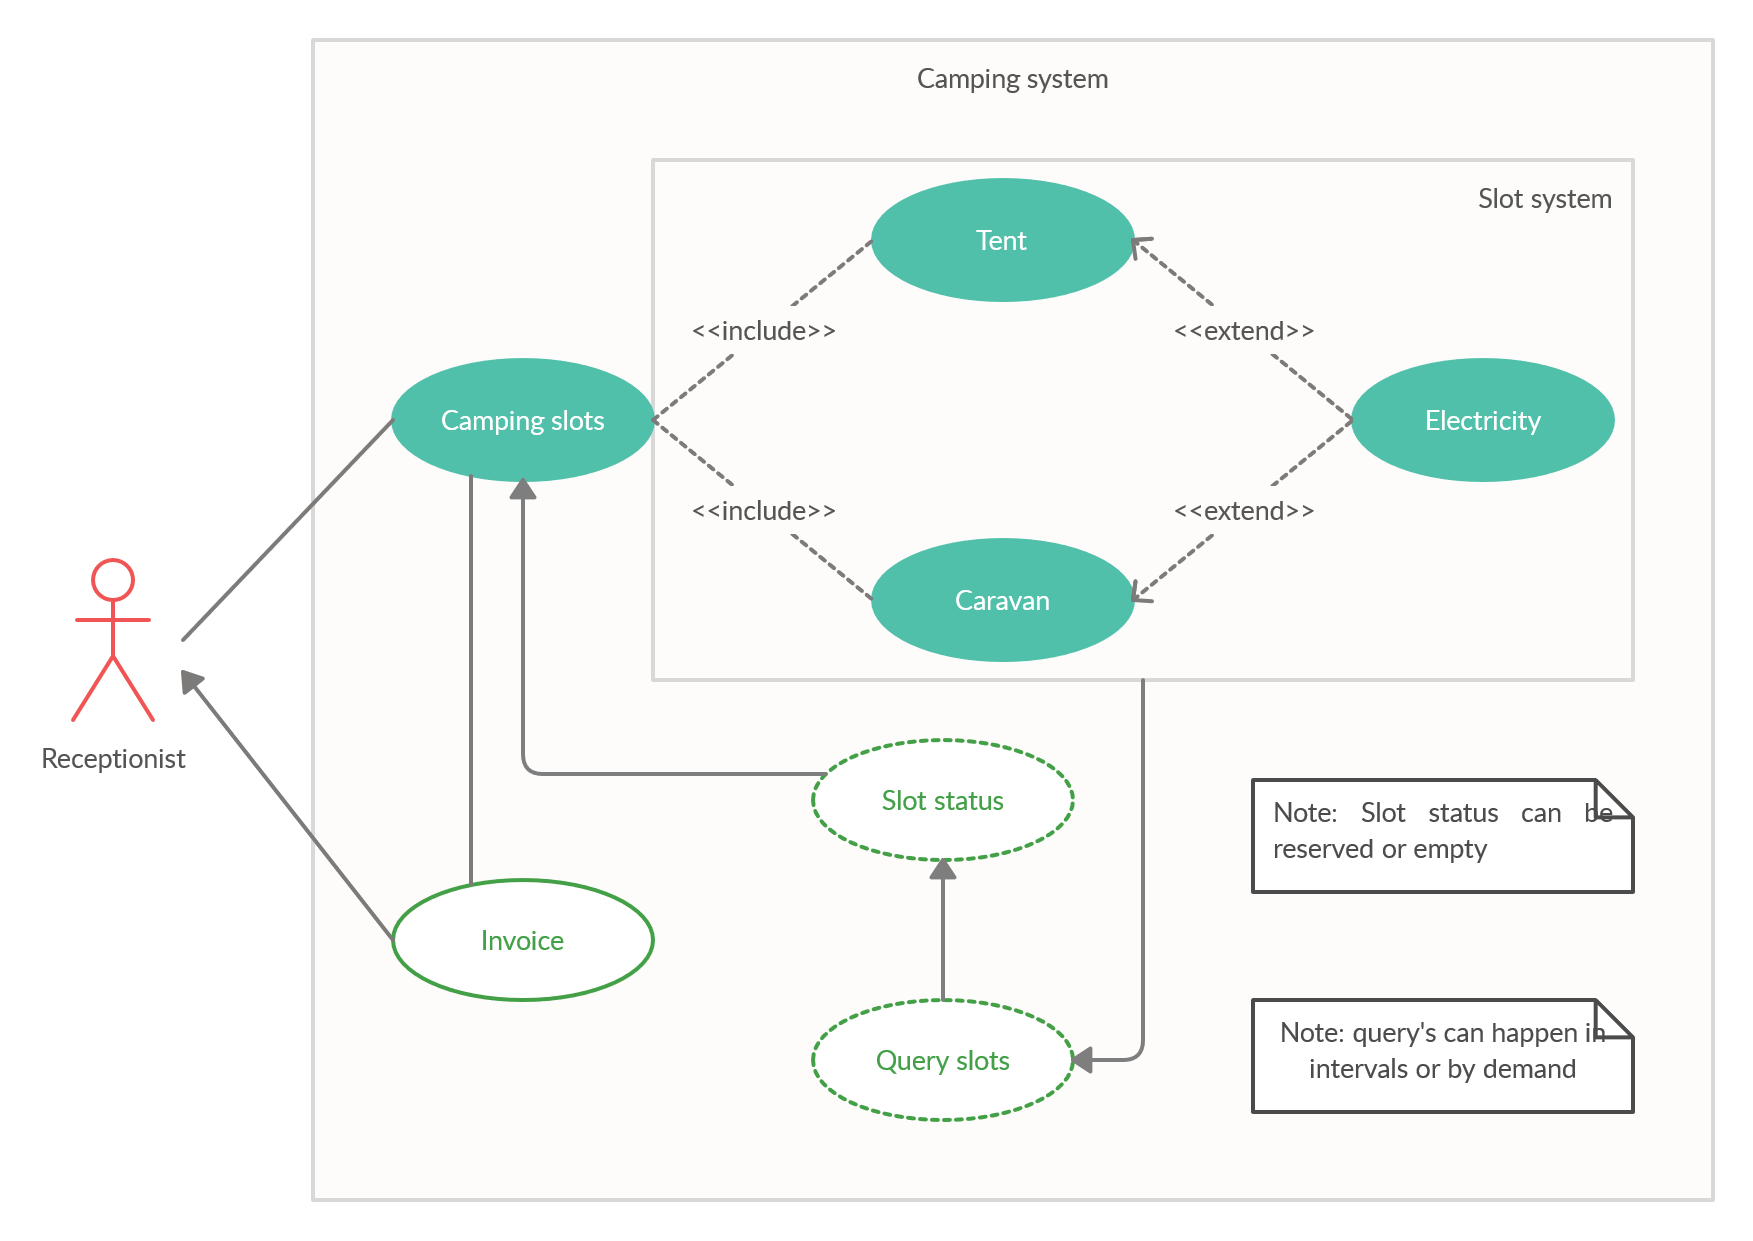 Camping system
Slot system
Tent
<<include>>
<<extend>>
Camping slots
Electricity
<<include>>
<<extend>>
Caravan
Receptionist
Slot status
Note: Slot status can be
reserved or empty
Invoice
Query slots
Note: query's can happen in
intervals or by demand